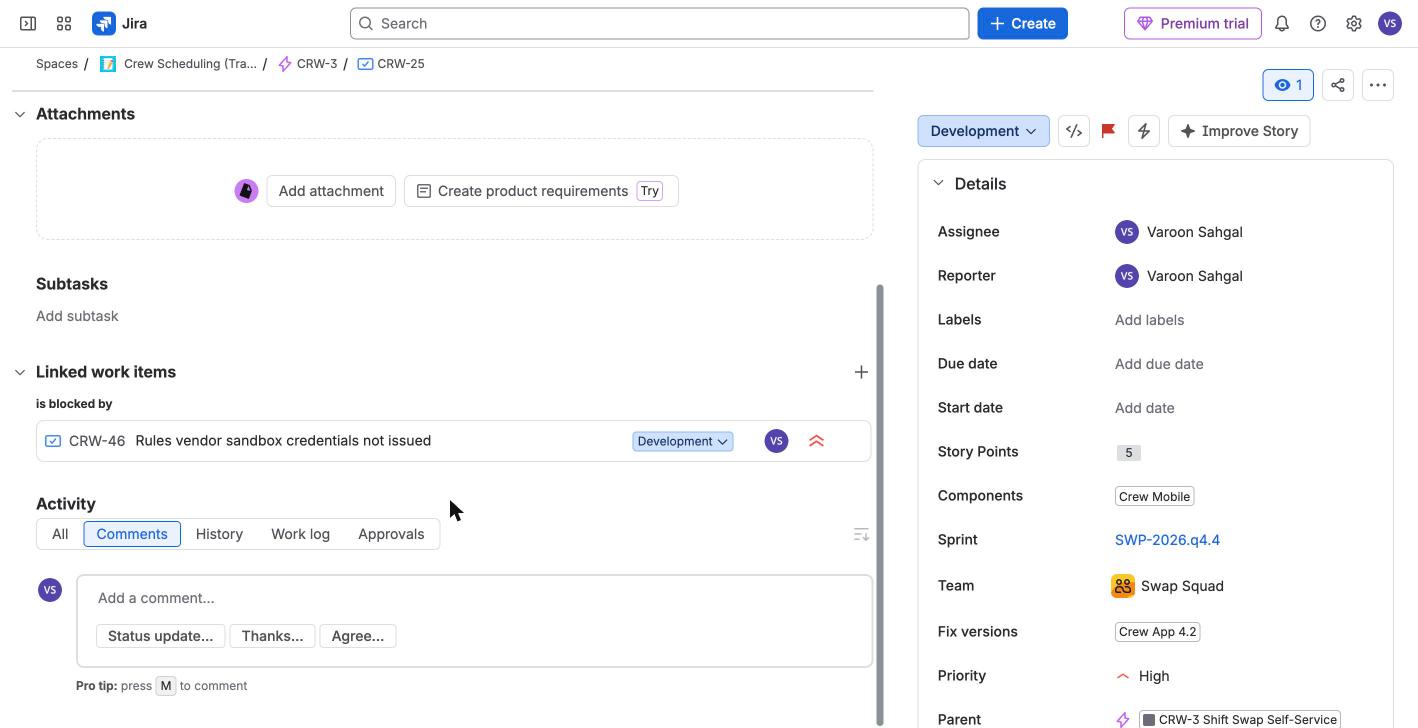 Jira
Search
Create
Premium trial
VS
Spaces / Crew Scheduling (Tra... / CRW-3 / CRW-25
1
Attachments
Add attachment
Create product requirements Try
Subtasks
Add subtask
Linked work items
is blocked by
CRW-46 Rules vendor sandbox credentials not issued Development VS
Activity
All Comments History Work log Approvals
VS
Add a comment...
Status update... Thanks... Agree...
Pro tip: press M to comment
Development
Improve Story
Details
Assignee VS Varoon Sahgal
Reporter VS Varoon Sahgal
Labels Add labels
Due date Add due date
Start date Add date
Story Points 5
Components Crew Mobile
Sprint SWP-2026.q4.4
Team Swap Squad
Fix versions Crew App 4.2
Priority High
Parent CRW-3 Shift Swap Self-Service